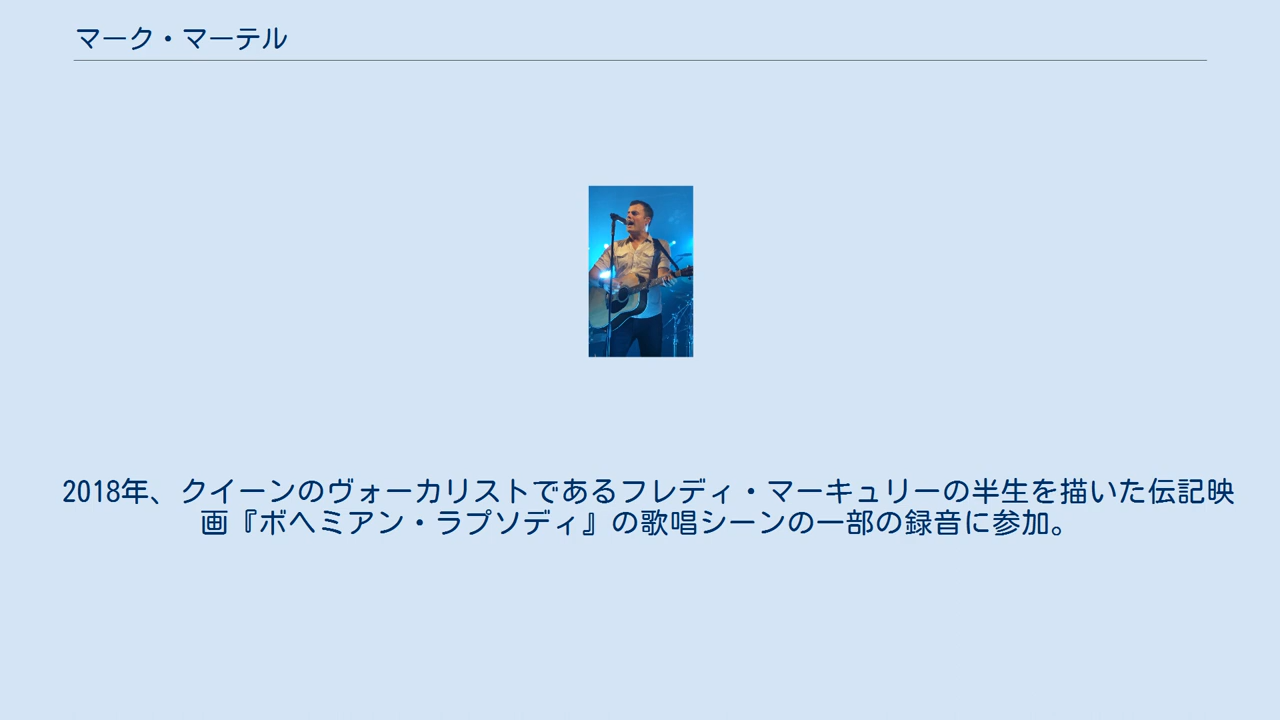 マーク・マーテル
2018年、クイーンのヴォーカリストであるフレディ・マーキュリーの半生を描いた伝記映
画『ボヘミアン・ラプソディ』の歌唱シーンの一部の録音に参加。